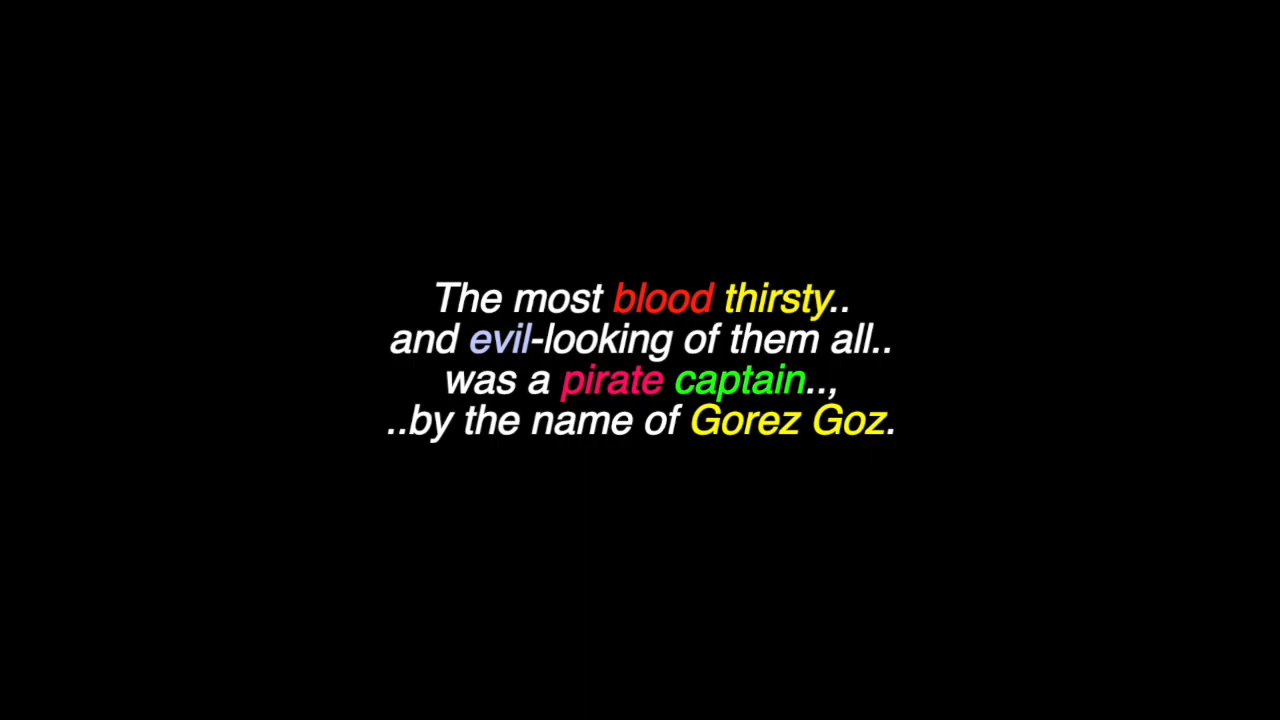 The most blood thirsty..
and evil-looking of them all..
was a pirate captain..,
..by the name of Gorez Goz.